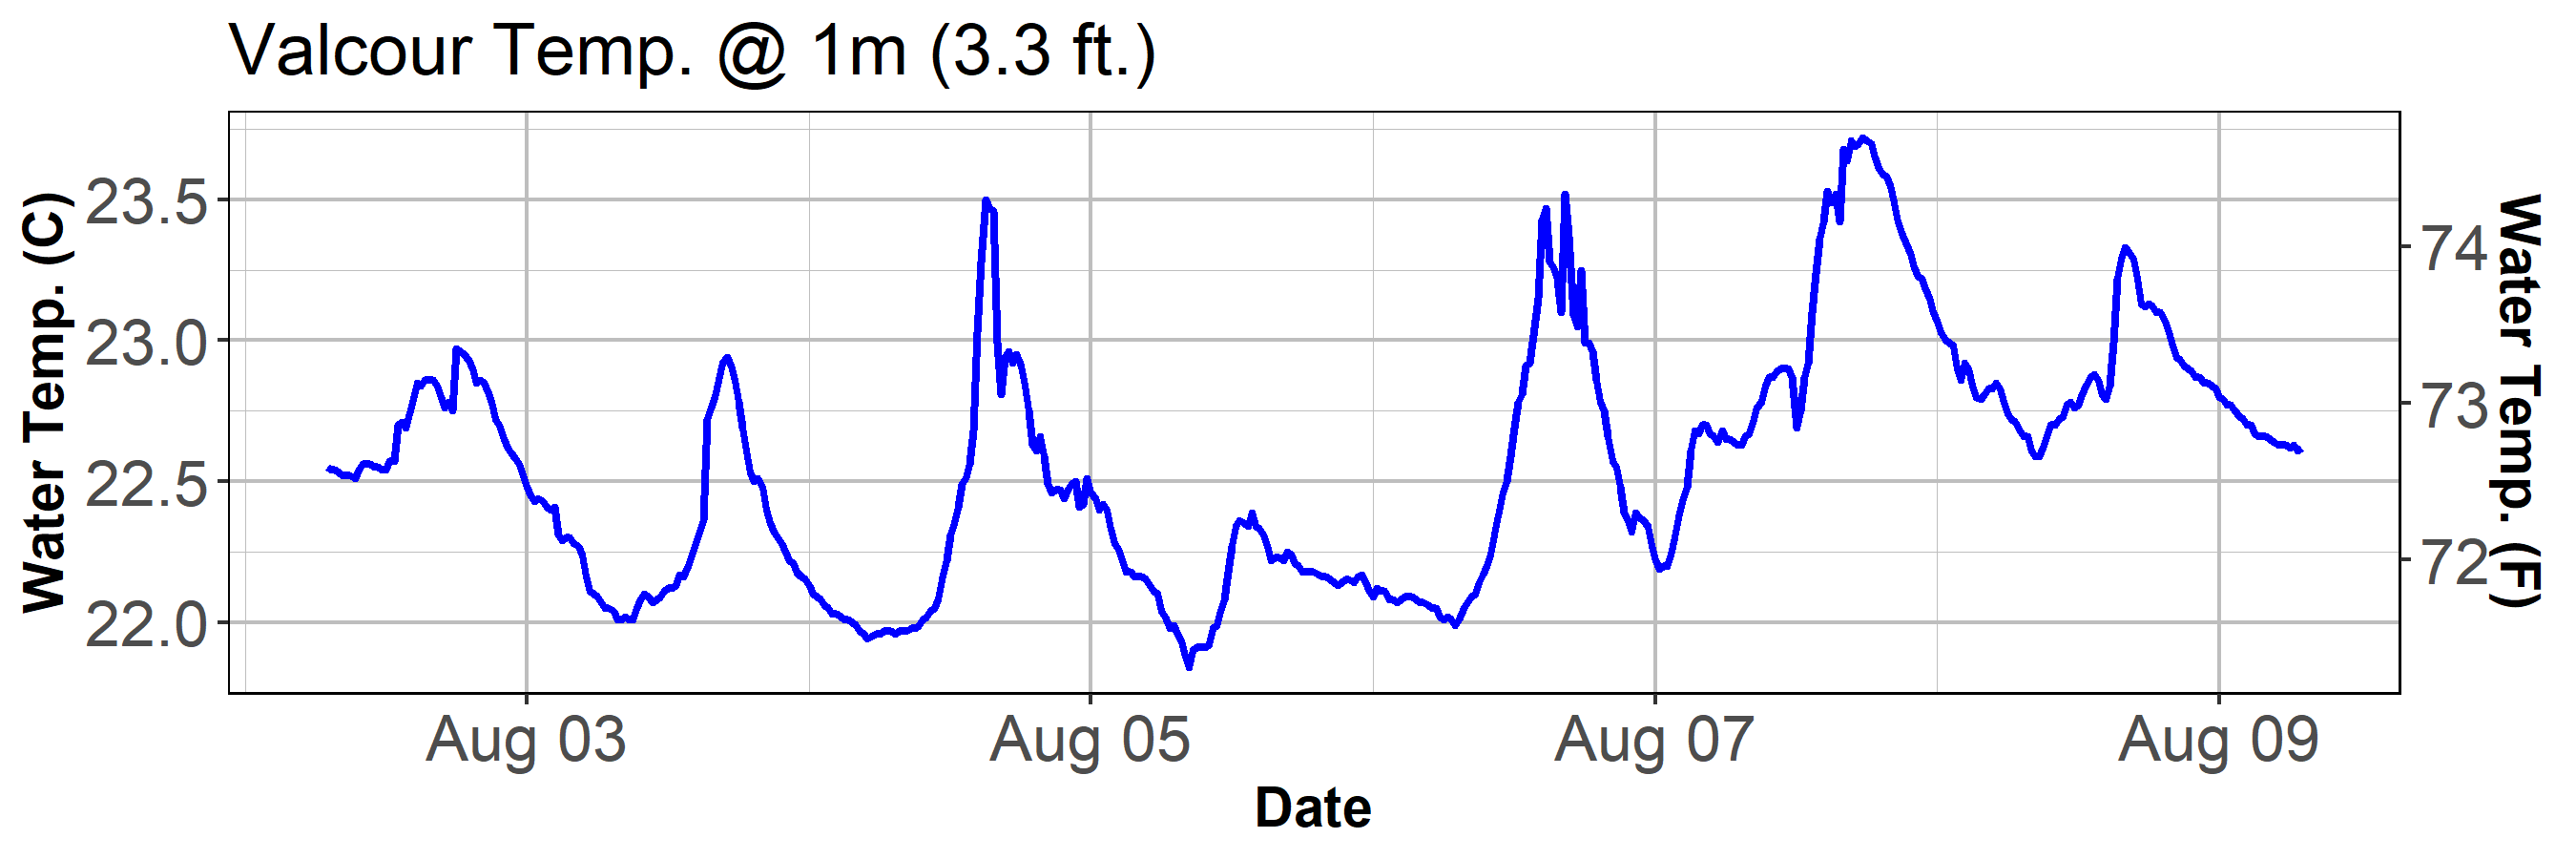 Valcour Temp. @ 1m (3.3 ft.)
Water Temp. (C)
23.5
23.0
22.5
22.0
74
73
72
Water Temp. (F)
Aug 03
Aug 05
Aug 07
Aug 09
Date